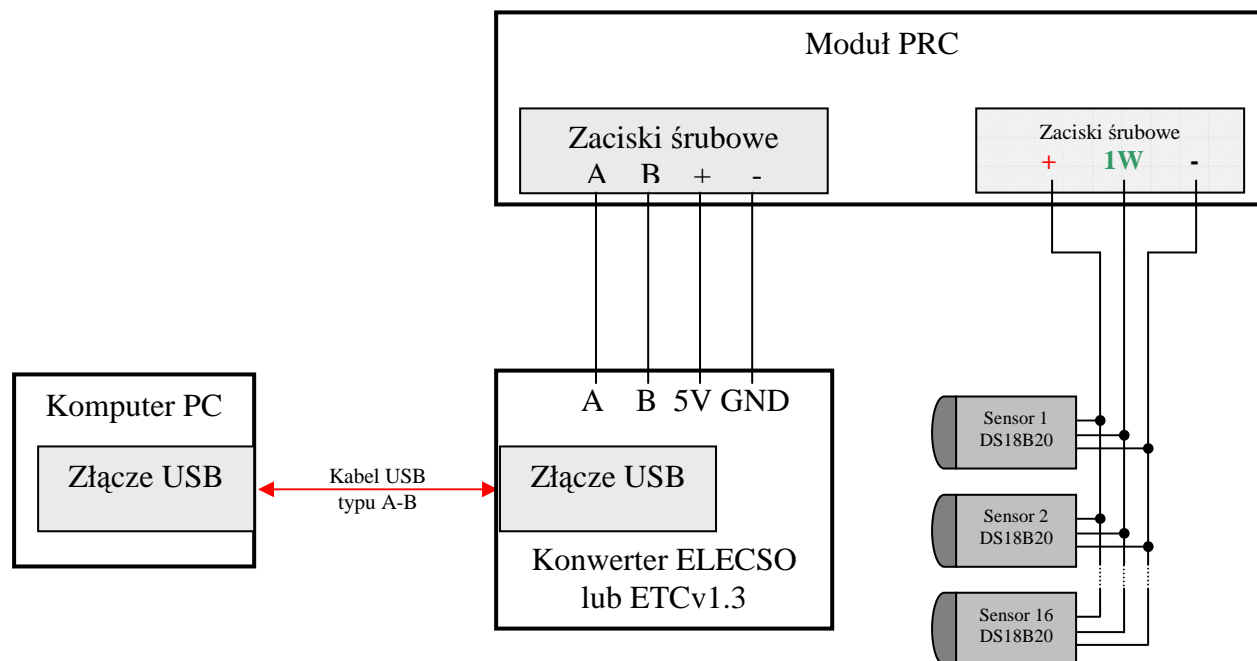 Moduł PRC
Zaciski śrubowe
A B + -
Zaciski śrubowe
+ 1W -
A B 5V GND
Komputer PC
Złącze USB
Kabel USB
typu A-B
Złącze USB
Konwerter ELECSO
lub ETCv1.3
Sensor 1
DS18B20
Sensor 2
DS18B20
Sensor 16
DS18B20